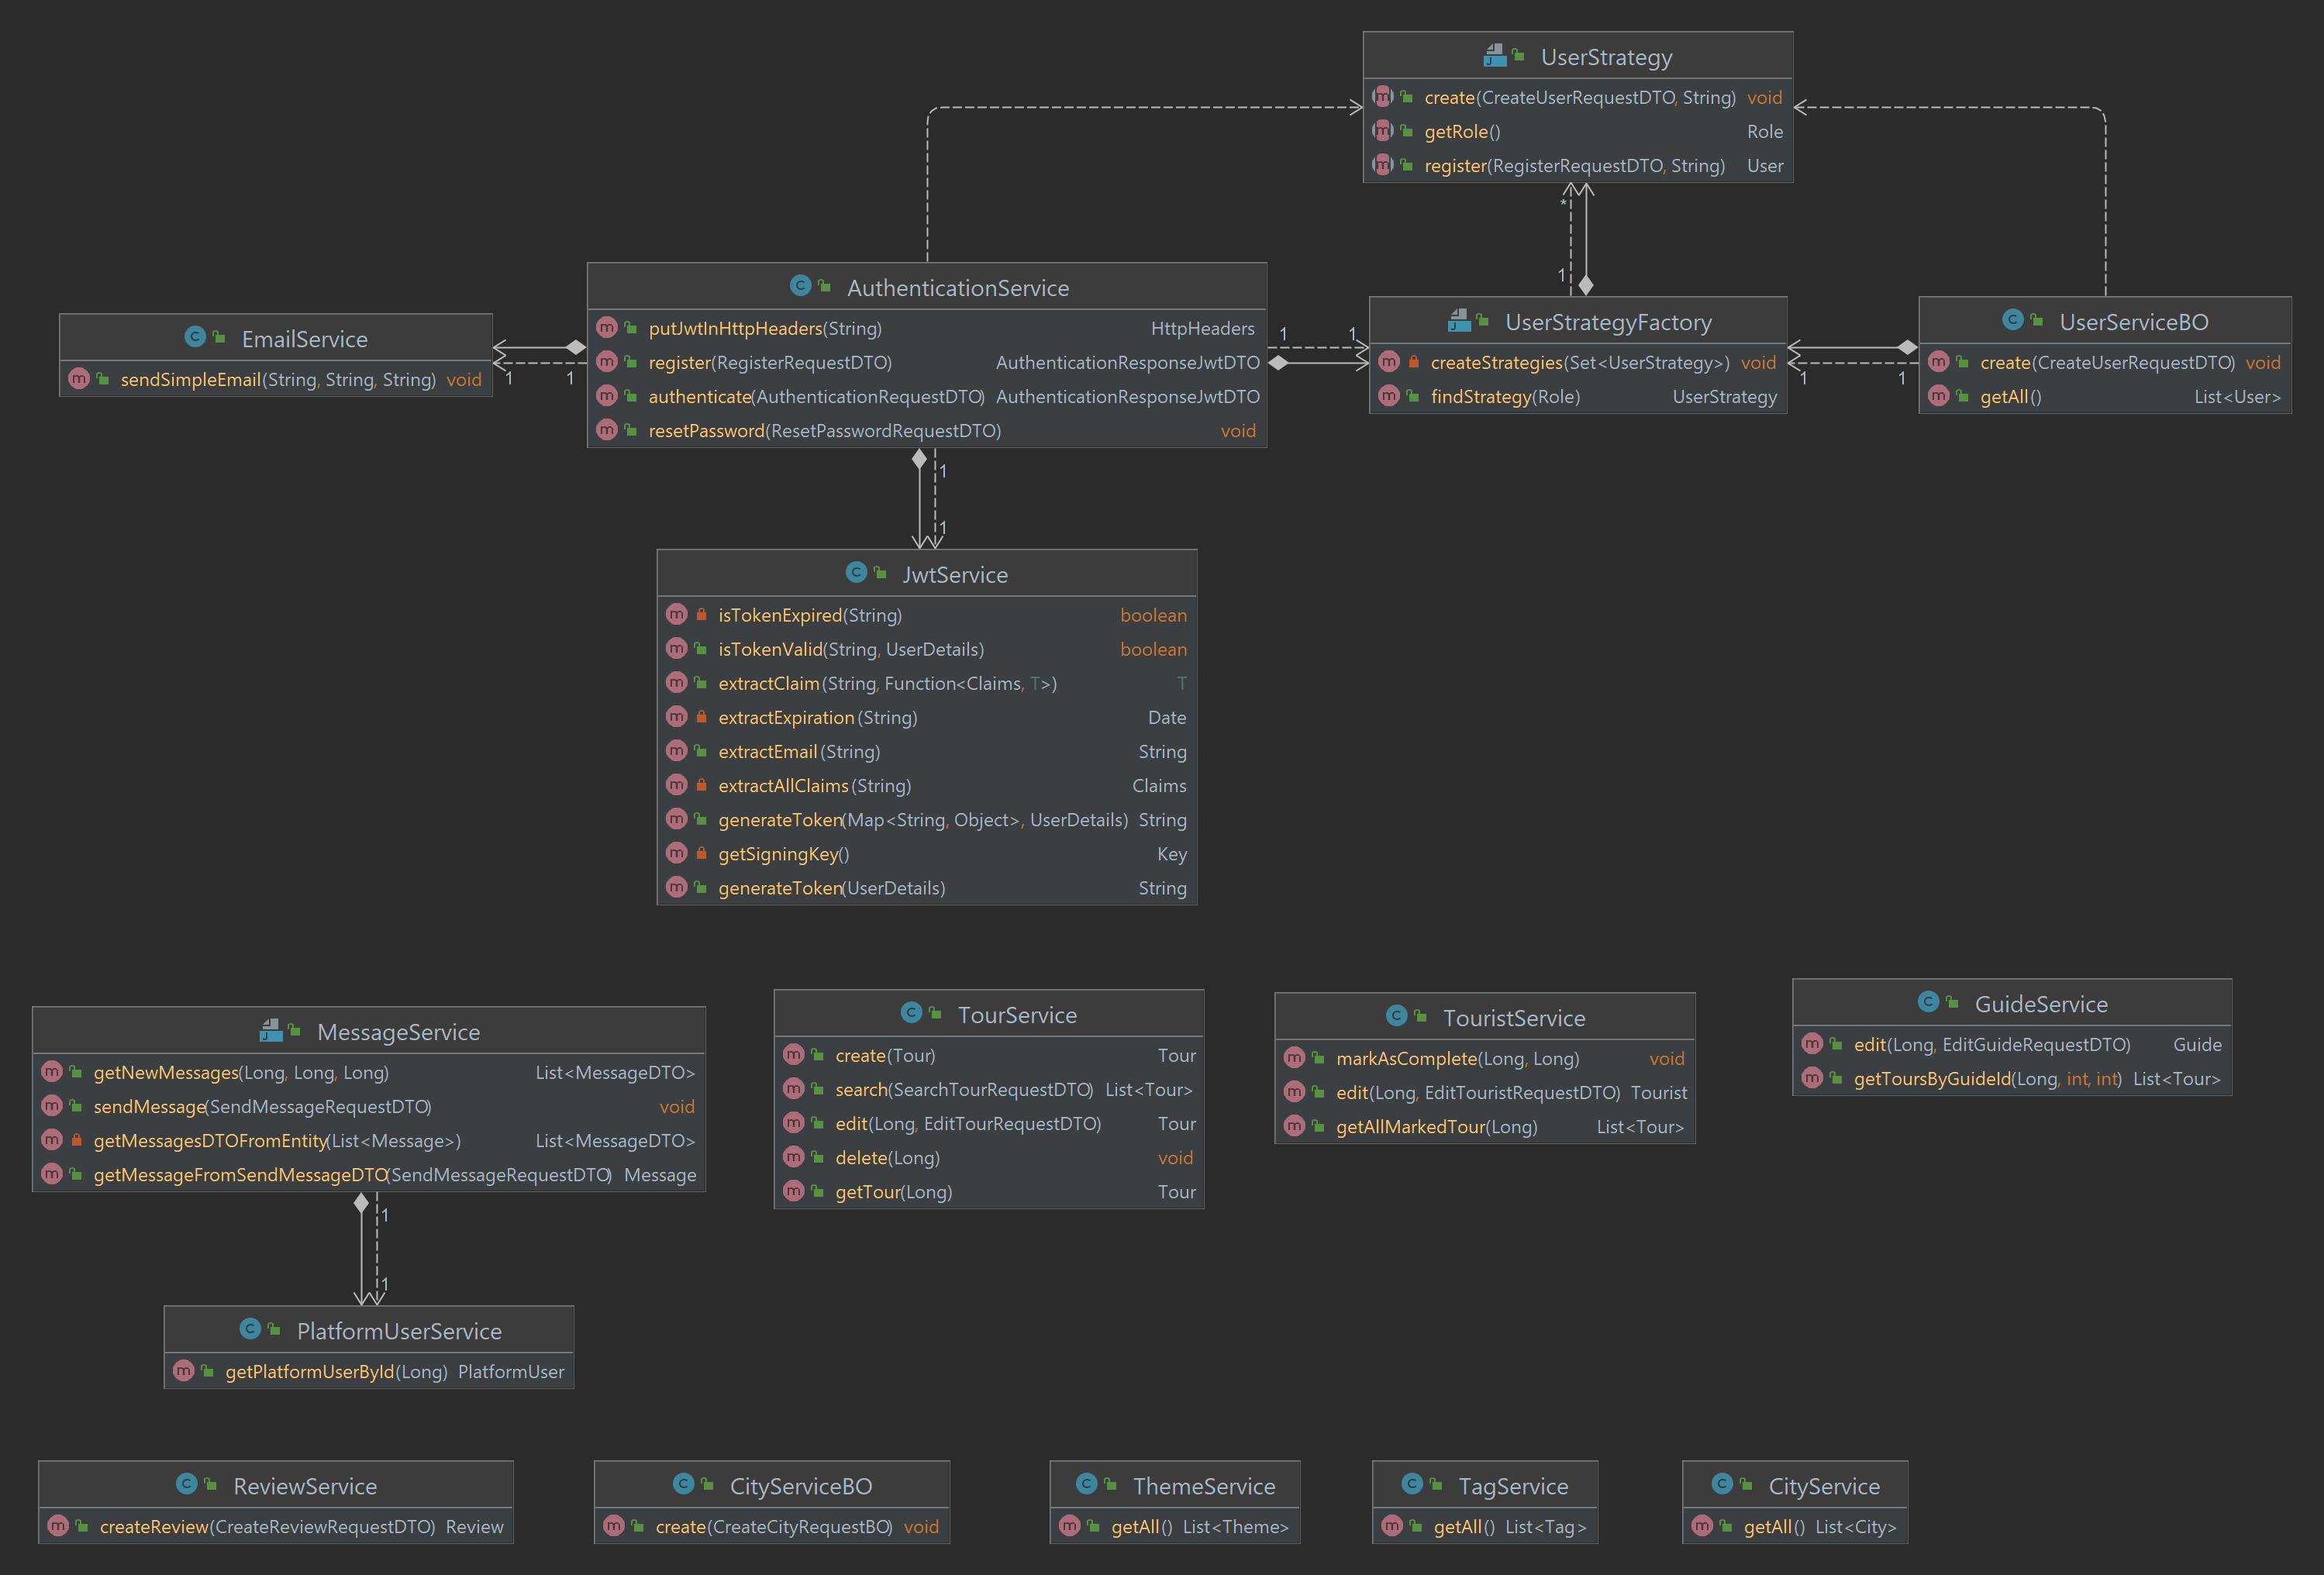 UserStrategy
create(CreateUserRequestDTO, String) void
getRole() Role
register(RegisterRequestDTO, String) User
*
1
AuthenticationService
putJwtInHttpHeaders(String) HttpHeaders
register(RegisterRequestDTO) AuthenticationResponseJwtDTO
authenticate(AuthenticationRequestDTO) AuthenticationResponseJwtDTO
resetPassword(ResetPasswordRequestDTO) void
EmailService
sendSimpleEmail(String, String, String) void
1 1
1 1
UserStrategyFactory
createStrategies(Set<UserStrategy>) void
findStrategy(Role) UserStrategy
1 1
UserServiceBO
create(CreateUserRequestDTO) void
getAll() List<User>
1
1
JwtService
isTokenExpired(String) boolean
isTokenValid(String, UserDetails) boolean
extractClaim(String, Function<Claims, T>) T
extractExpiration(String) Date
extractEmail(String) String
extractAllClaims(String) Claims
generateToken(Map<String, Object>, UserDetails) String
getSigningKey() Key
generateToken(UserDetails) String
MessageService
getNewMessages(Long, Long, Long) List<MessageDTO>
sendMessage(SendMessageRequestDTO) void
getMessagesDTOFromEntity(List<Message>) List<MessageDTO>
getMessageFromSendMessageDTO(SendMessageRequestDTO) Message
1
1
TourService
create(Tour) Tour
search(SearchTourRequestDTO) List<Tour>
edit(Long, EditTourRequestDTO) Tour
delete(Long) void
getTour(Long) Tour
TouristService
markAsComplete(Long, Long) void
edit(Long, EditTouristRequestDTO) Tourist
getAllMarkedTour(Long) List<Tour>
GuideService
edit(Long, EditGuideRequestDTO) Guide
getToursByGuideId(Long, int, int) List<Tour>
PlatformUserService
getPlatformUserById(Long) PlatformUser
ReviewService
createReview(CreateReviewRequestDTO) Review
CityServiceBO
create(CreateCityRequestBO) void
ThemeService
getAll() List<Theme>
TagService
getAll() List<Tag>
CityService
getAll() List<City>